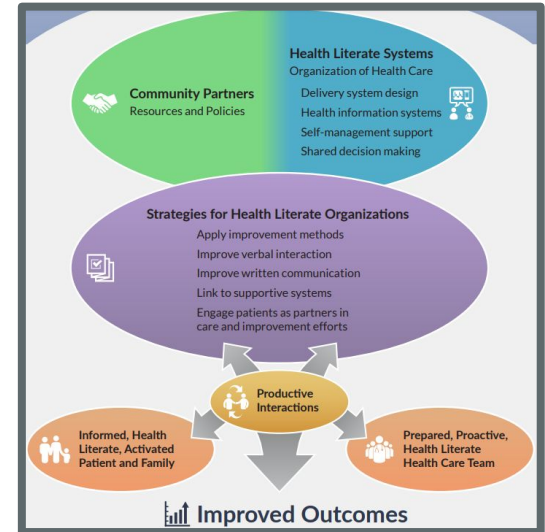 Community Partners
Resources and Policies
Health Literate Systems
Organization of Health Care
Delivery system design
Health information systems
Self-management support
Shared decision making
Strategies for Health Literate Organizations
Apply improvement methods
Improve verbal interaction
Improve written communication
Link to supportive systems
Engage patients as partners in
care and improvement efforts
Productive
Interactions
Informed, Health
Literate, Activated
Patient and Family
Prepared, Proactive,
Health Literate
Health Care Team
Improved Outcomes